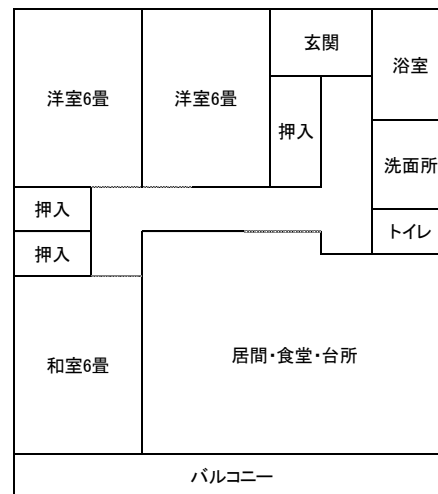 玄関
浴室
洋室6畳
洋室6畳
押入
洗面所
押入
トイレ
押入
居間・食堂・台所
和室6畳
バルコニー